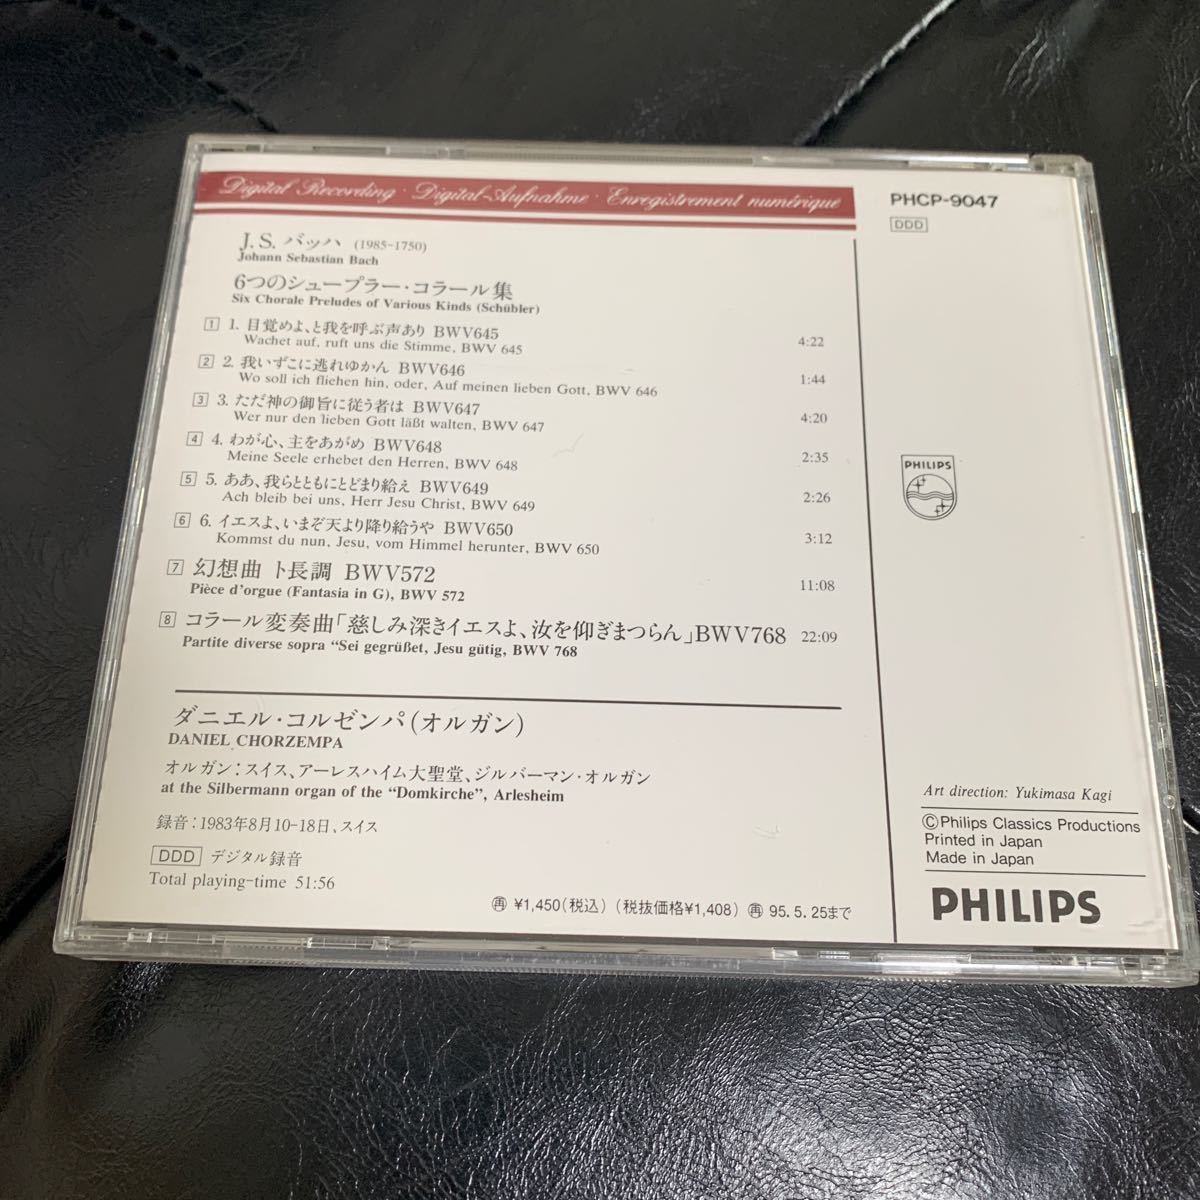 Digital Recording · Digital-Aufnahme · Enregistrement numérique
J. S. バッハ (1985-1750)
Johann Sebastian Bach
6つのシュープラー・コラール集
Six Chorale Preludes of Various Kinds (Schübler)
1 1. 目覚めよ、と我を呼ぶ声あり BWV645
Wachet auf, ruft uns die Stimme, BWV 645 4:22
2 2. 我いずこに逃れゆかん BWV646
Wo soll ich fliehen hin, oder, Auf meinen lieben Gott, BWV 646 1:44
3 3. ただ神の御旨に従う者は BWV647
Wer nur den lieben Gott läßt walten, BWV 647 4:20
4 4. わが心、主をあがめ BWV648
Meine Seele erhebet den Herren, BWV 648 2:35
5 5. ああ、我らとともにとどまり給え BWV649
Ach bleib bei uns, Herr Jesu Christ, BWV 649 2:26
6 6. イエスよ、いまぞ天より降り給うや BWV650
Kommst du nun, Jesu, vom Himmel herunter, BWV 650 3:12
7 幻想曲 ト長調 BWV572
Pièce d'orgue (Fantasia in G), BWV 572 11:08
8 コラール変奏曲「慈しみ深きイエスよ、汝を仰ぎまつらん」BWV768 22:09
Partite diverse sopra “Sei gegrüßet, Jesu gütig, BWV 768
ダニエル・コルゼンパ(オルガン)
DANIEL CHORZEMPA
オルガン：スイス、アーレスハイム大聖堂、ジルバーマン・オルガン
at the Silbermann organ of the “Domkirche”, Arlesheim
録音：1983年8月10-18日、スイス
DDD デジタル録音
Total playing-time 51:56
㊞ ¥1,450(税込) (税抜価格¥1,408) 再 95.5.25まで
PHCP-9047
DDD
PHILIPS
Art direction: Yukimasa Kagi
©Philips Classics Productions
Printed in Japan
Made in Japan
PHILIPS